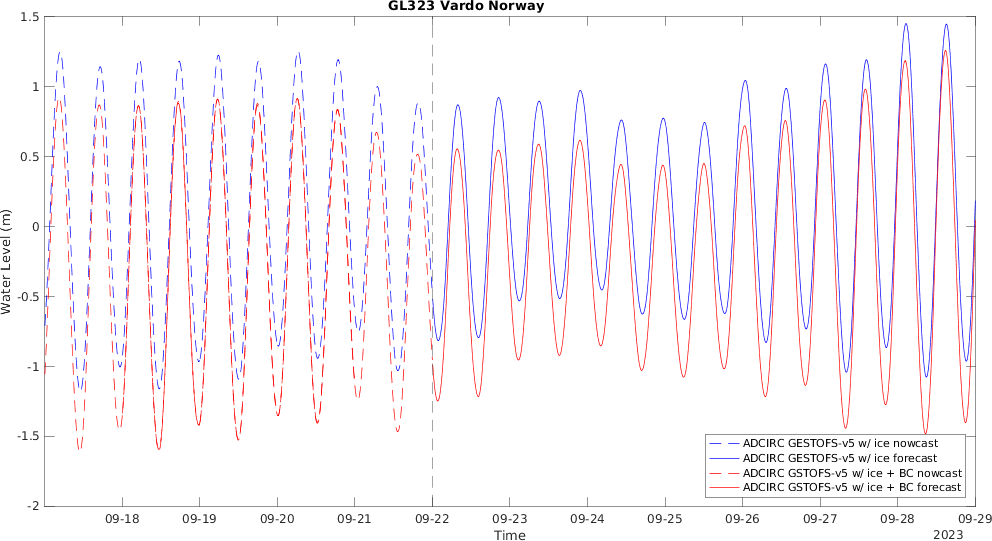 GL323 Vardo Norway
1.5
1
0.5
0
-0.5
-1
-1.5
-2
Water Level (m)
ADCIRC GESTOFS-v5 w/ ice nowcast
ADCIRC GESTOFS-v5 w/ ice forecast
ADCIRC GSTOFS-v5 w/ ice + BC nowcast
ADCIRC GSTOFS-v5 w/ ice + BC forecast
09-18 09-19 09-20 09-21 09-22 09-23 09-24 09-25 09-26 09-27 09-28 09-29
Time
2023